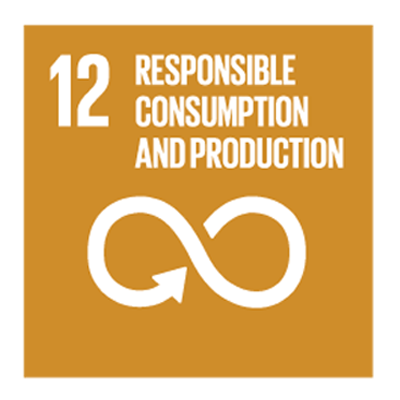 12 RESPONSIBLE
CONSUMPTION
AND PRODUCTION